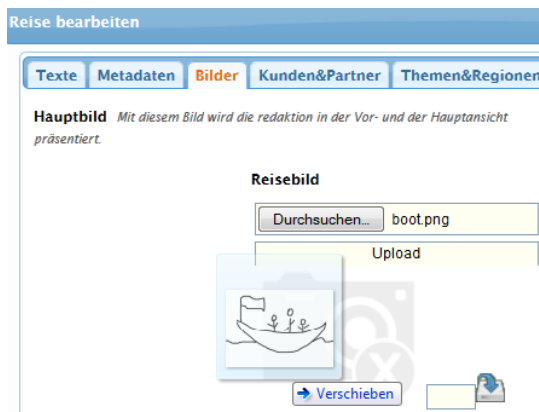 Reise bearbeiten
Texte Metadaten Bilder Kunden&Partner Themen&Regionen
Hauptbild Mit diesem Bild wird die redaktion in der Vor- und der Hauptansicht
präsentiert.
Reisebild
Durchsuchen... boot.png
Upload
Verschieben